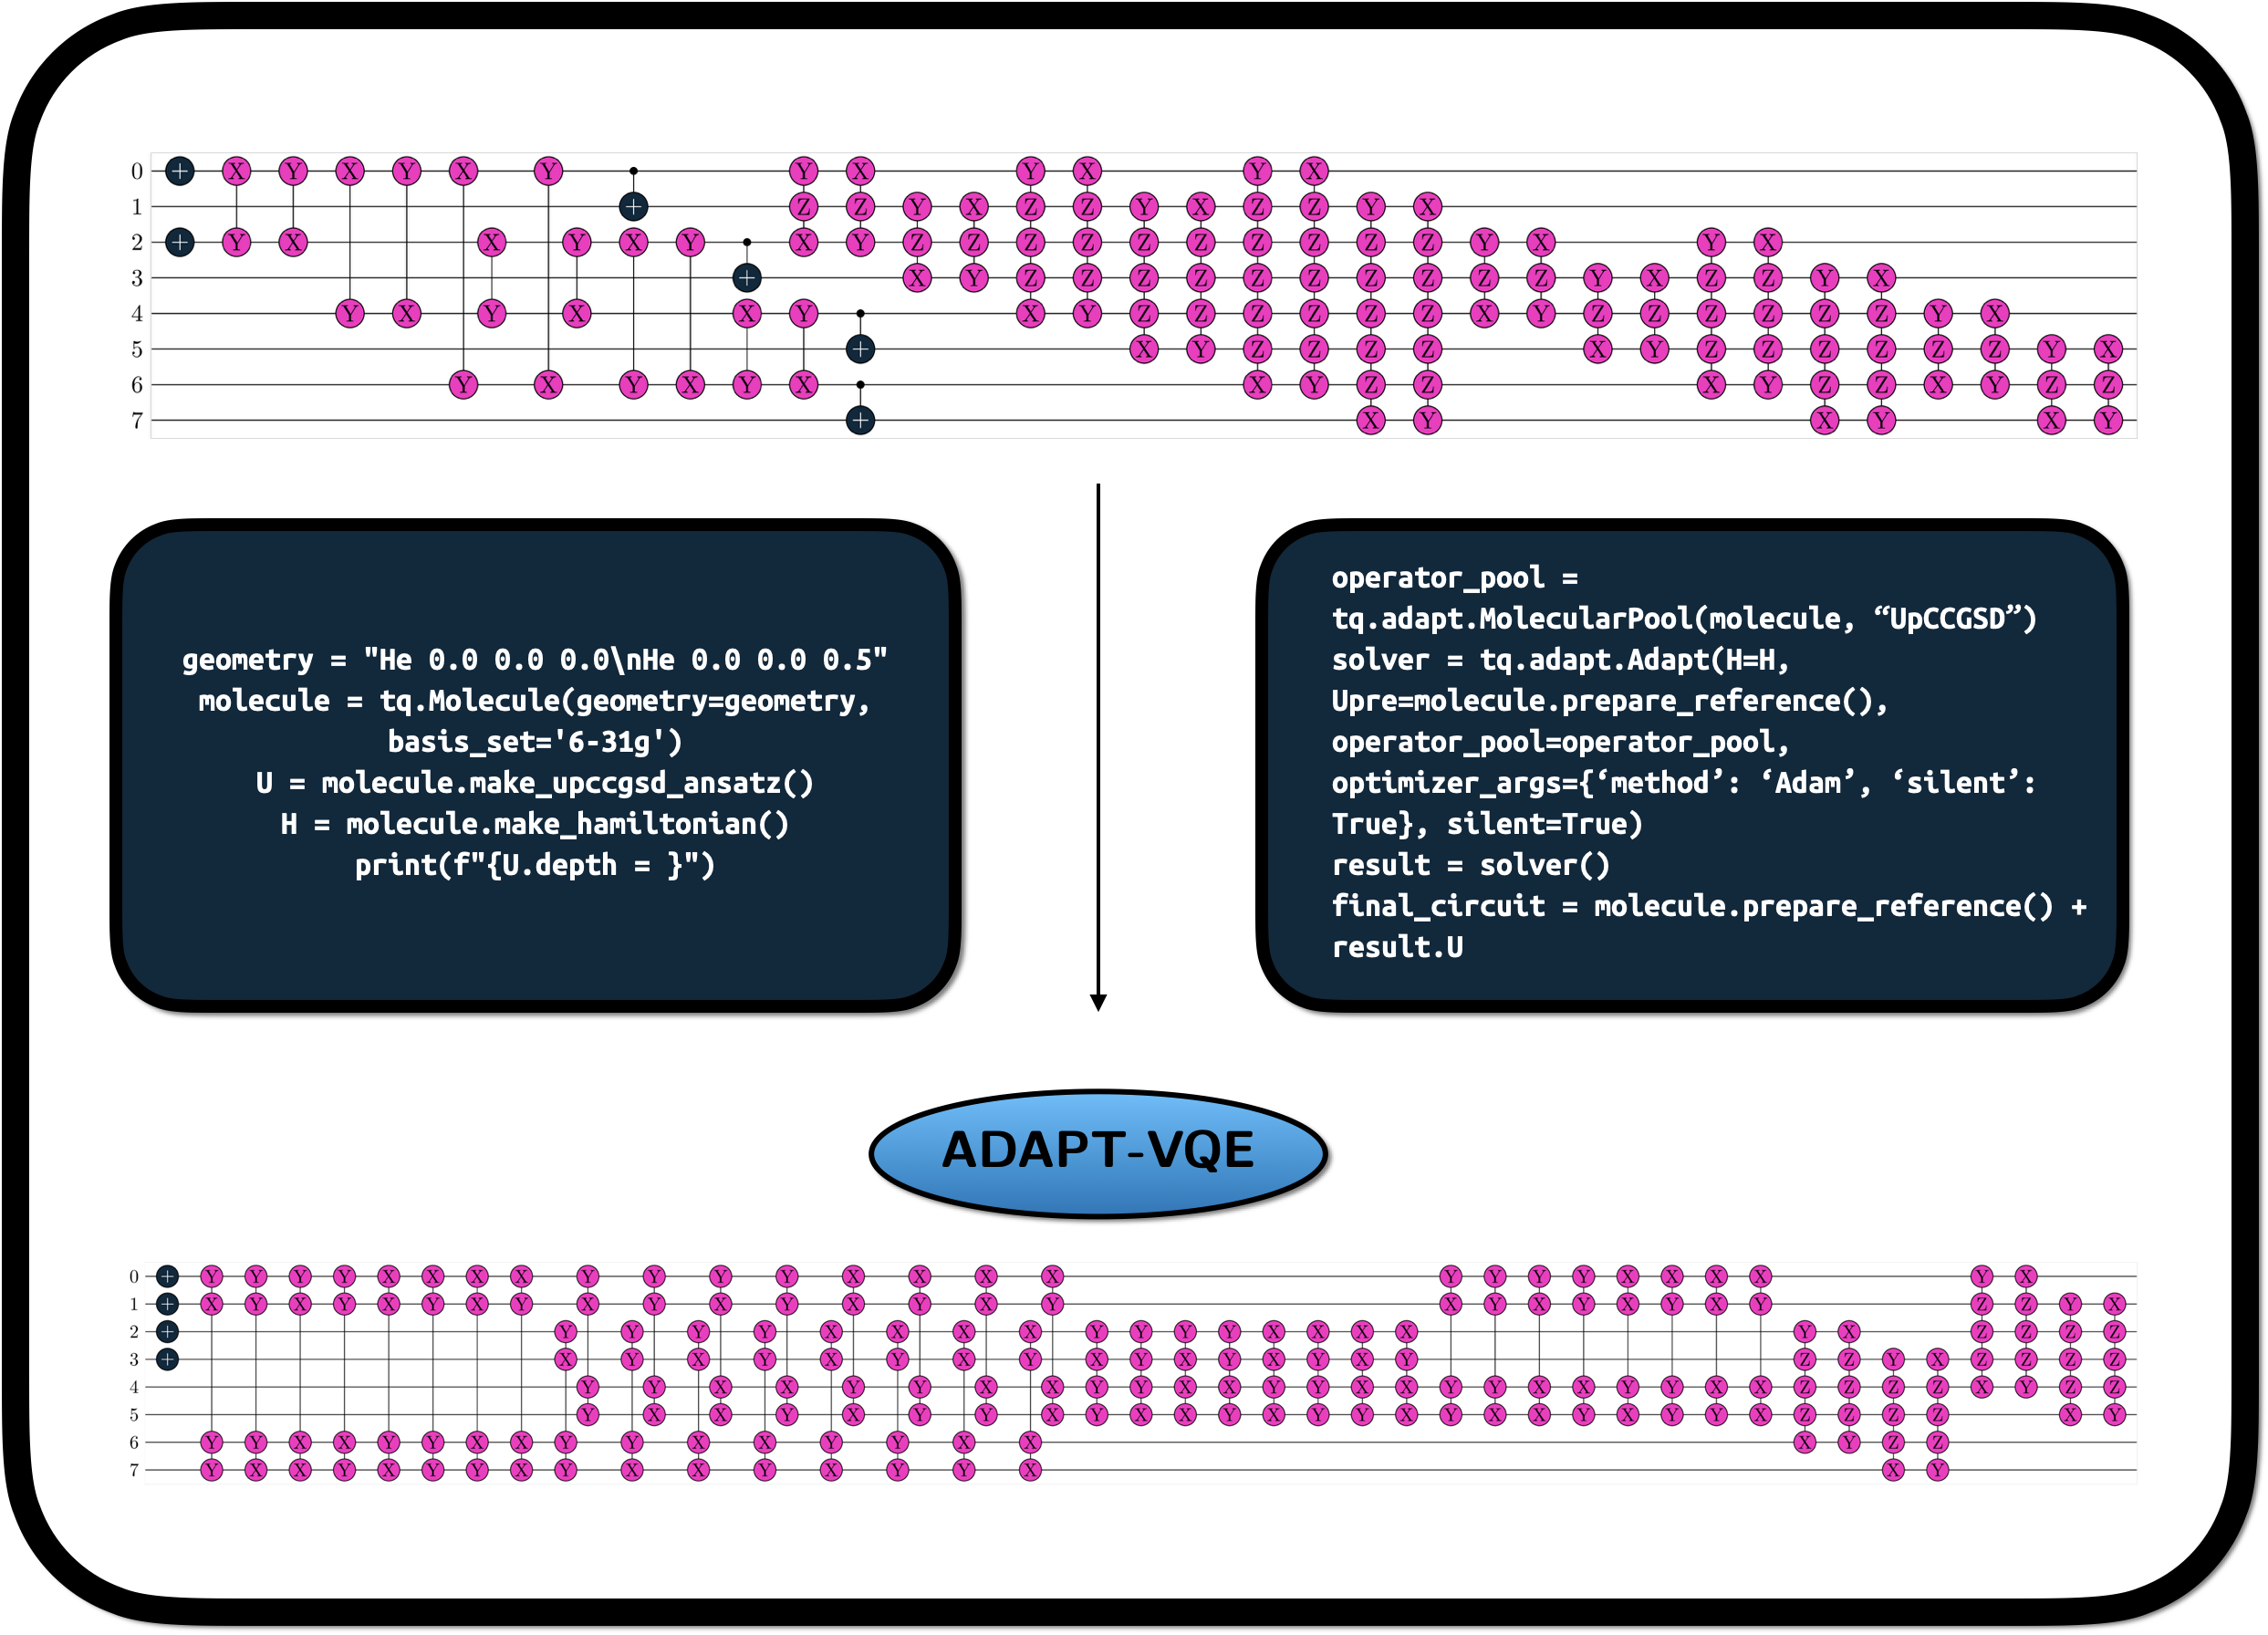 0 + X Y X Y X Y Y X Y X Y X
1 + Z Z Y X Z Z Y X Z Z Y X
2 + Y X X Y X Y X Y Z Z Z Z Z Z Z Z Z Z Y X Y X
3 + X Y Z Z Z Z Z Z Z Z Z Z Y X Z Z Y X
4 Y X Y X X Y X Y Z Z Z Z Z Z X Y Z Z Z Z Z Z Y X
5 + X Y Z Z Z Z X Y Z Z Z Z Z Z Y X
6 Y X Y X Y X X Y Z Z X Y Z Z X Y Z Z
7 + X Y X Y X Y
geometry = "He 0.0 0.0 0.0\nHe 0.0 0.0 0.5"
molecule = tq.Molecule(geometry=geometry,
basis_set='6-31g')
U = molecule.make_upccgsd_ansatz()
H = molecule.make_hamiltonian()
print(f"{U.depth = }")
operator_pool =
tq.adapt.MolecularPool(molecule, “UpCCGSD”)
solver = tq.adapt.Adapt(H=H,
Upre=molecule.prepare_reference(),
operator_pool=operator_pool,
optimizer_args={‘method’: ‘Adam’, ‘silent’:
True}, silent=True)
result = solver()
final_circuit = molecule.prepare_reference() +
result.U
ADAPT-VQE
0 + Y Y Y Y X X X X Y Y Y Y X X X X Y Y Y Y X X X X Y X
1 + X Y X Y X Y X Y X Y X Y X Y X Y X Y X Y X Y X Y Z Z Y X
2 + Y Y Y Y X X X X Y Y Y Y X X X X Y X Z Z Z Z
3 + X Y X Y X Y X Y X Y X Y X Y X Y Z Z Y X Z Z Z Z
4 Y Y X X Y Y X X Y Y X X Y Y X X Y Y X X Y Y X X Z Z Z Z X Y Z Z
5 Y X X Y X Y Y X Y X X Y X Y Y X Y X X Y X Y Y X Z Z Z Z X Y
6 Y Y X X Y Y X X Y Y X X Y Y X X X Y Z Z
7 Y X X Y X Y Y X Y X X Y X Y Y X X Y